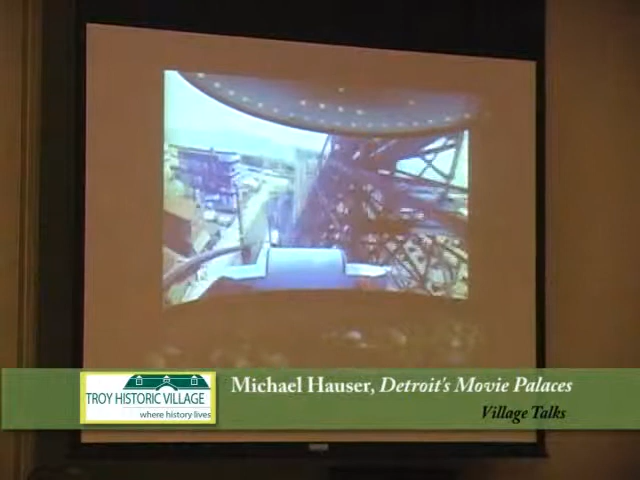 TROY HISTORIC VILLAGE
where history lives
Michael Hauser, Detroit's Movie Palaces
Village Talks